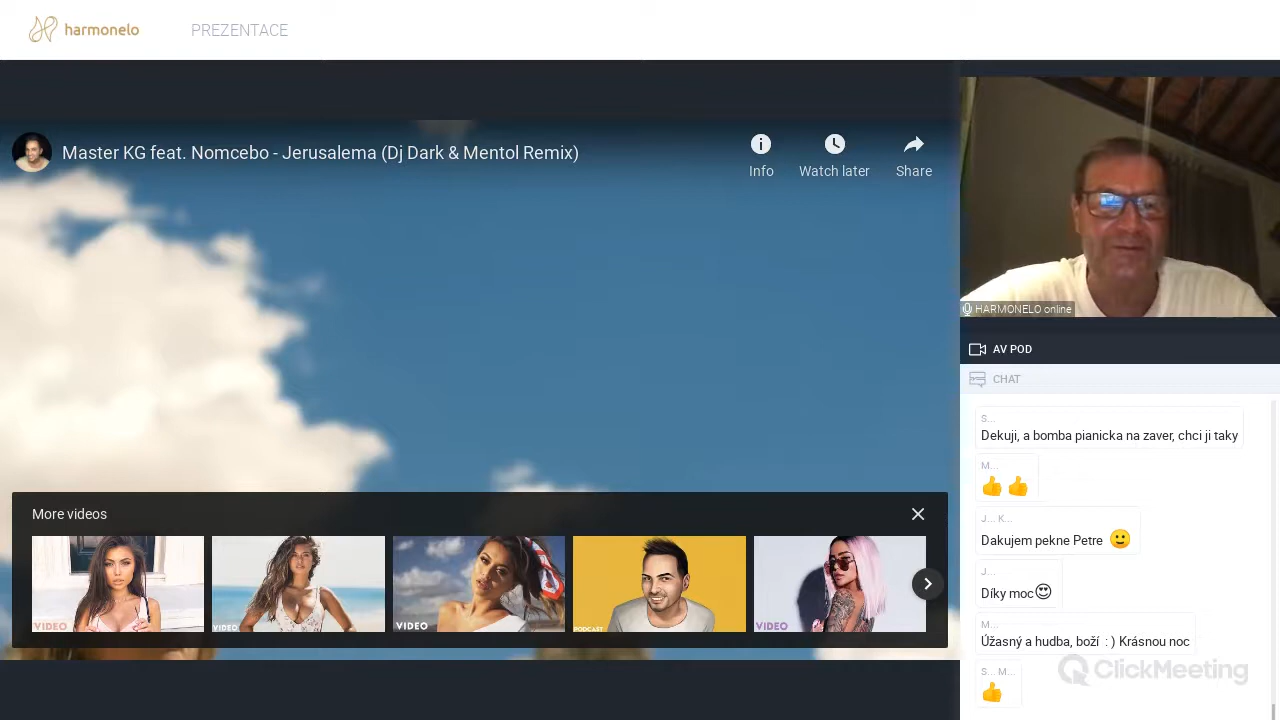 harmonelo
PREZENTACE
Master KG feat. Nomcebo - Jerusalema (Dj Dark & Mentol Remix)
Info
Watch later
Share
HARMONELO online
AV POD
CHAT
S...
Dekuji, a bomba pianicka na zaver, chci ji taky
M...
J... K...
Dakujem pekne Petre
J...
Díky moc
M...
Úžasný a hudba, boží : ) Krásnou noc
S... M...
ClickMeeting
More videos
VIDEO
VIDEO
VIDEO
PODCAST
VIDEO